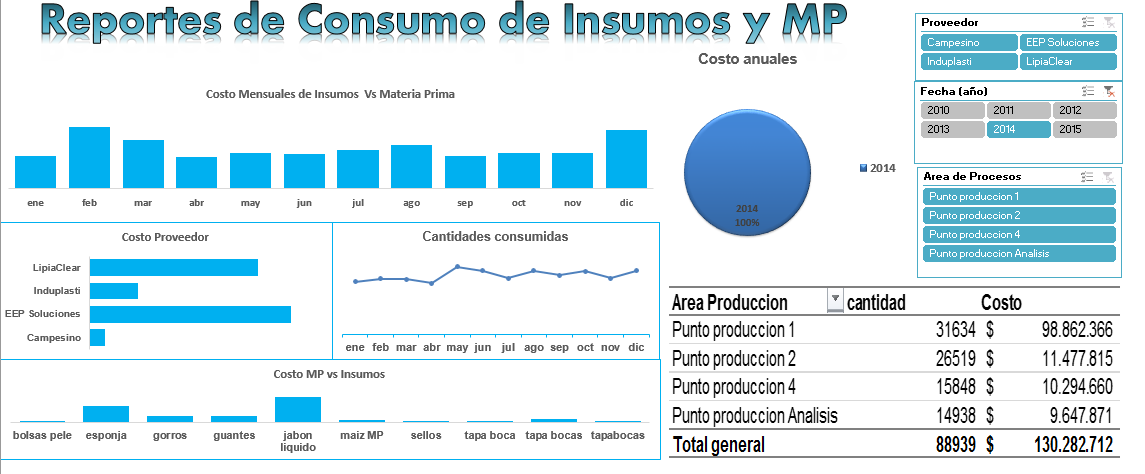 Reportes de Consumo de Insumos y MP
Costo Mensuales de Insumos Vs Materia Prima
ene feb mar abr may jun jul ago sep oct nov dic
Costo anuales
2014
100%
2014
Proveedor
Campesino EEP Soluciones
Induplasti LipiaClear
Fecha (año)
2010 2011 2012
2013 2014 2015
Area de Procesos
Punto produccion 1
Punto produccion 2
Punto produccion 4
Punto produccion Analisis
Costo Proveedor
LipiaClear
Induplasti
EEP Soluciones
Campesino
Cantidades consumidas
ene feb mar abr may jun jul ago sep oct nov dic
Costo MP vs Insumos
bolsas pele esponja gorros guantes jabon liquido maiz MP sellos tapa boca tapa bocas tapabocas
Area Produccion cantidad Costo
Punto produccion 1 31634 $ 98.862.366
Punto produccion 2 26519 $ 11.477.815
Punto produccion 4 15848 $ 10.294.660
Punto produccion Analisis 14938 $ 9.647.871
Total general 88939 $ 130.282.712